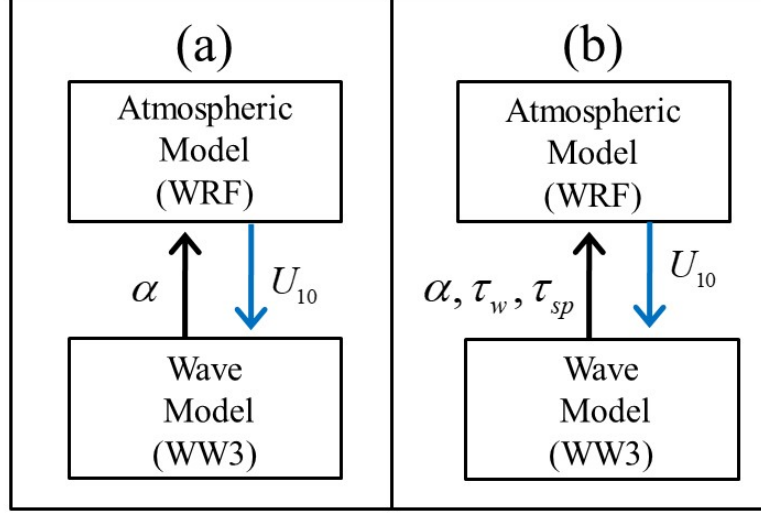 (a)
Atmospheric
Model
(WRF)
α
U10
Wave
Model
(WW3)
(b)
Atmospheric
Model
(WRF)
α, τw, τsp
U10
Wave
Model
(WW3)